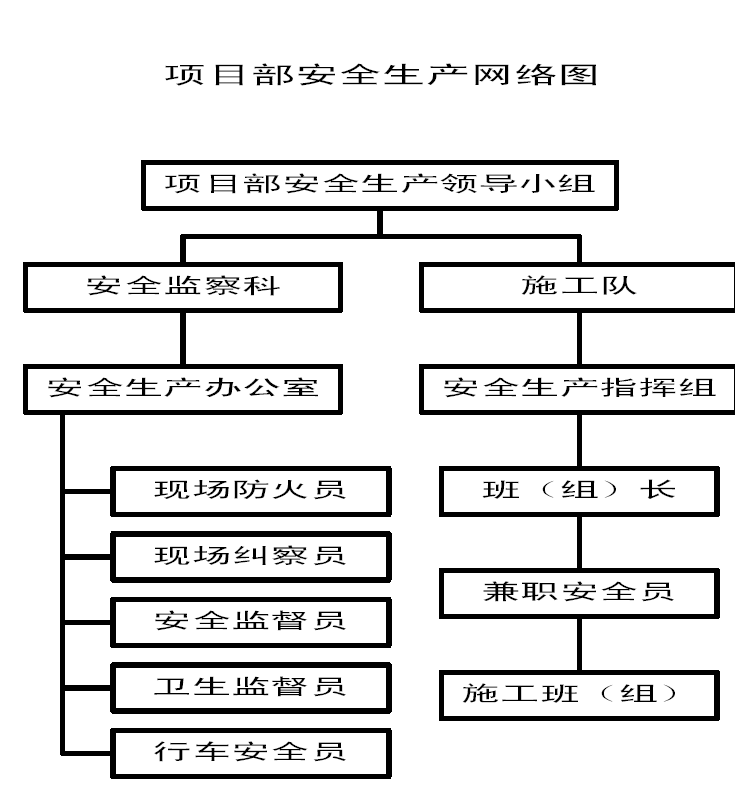 项目部安全生产网络图
项目部安全生产领导小组
安全监察科
施工队
安全生产办公室
安全生产指挥组
现场防火员
班（组）长
现场纠察员
兼职安全员
安全监督员
卫生监督员
施工班（组）
行车安全员